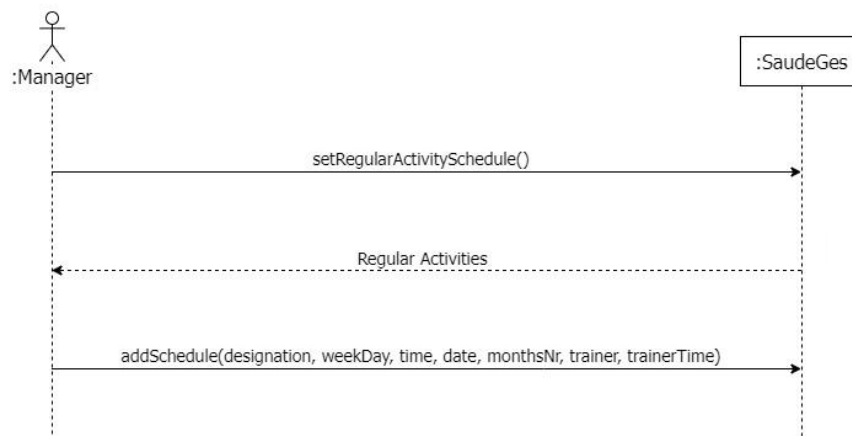 :Manager
:SaudeGes
setRegularActivitySchedule()
Regular Activities
addSchedule(designation, weekDay, time, date, monthsNr, trainer, trainerTime)